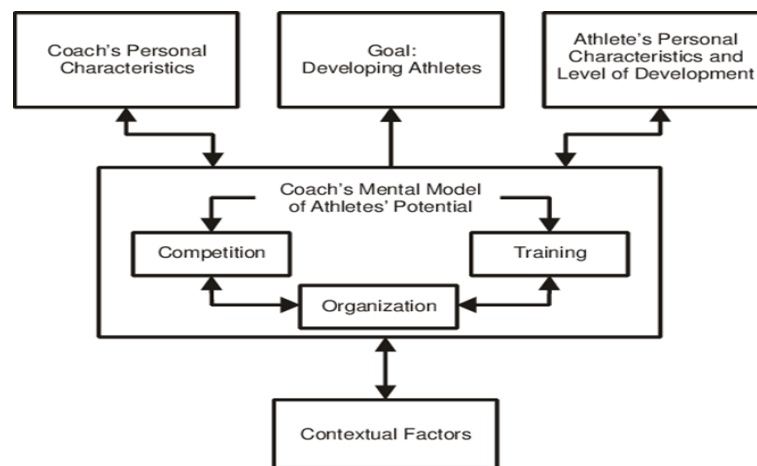 Coach's Personal
Characteristics
Goal:
Developing Athletes
Athlete's Personal
Characteristics and
Level of Development
Coach's Mental Model
of Athletes' Potential
Competition
Training
Organization
Contextual Factors